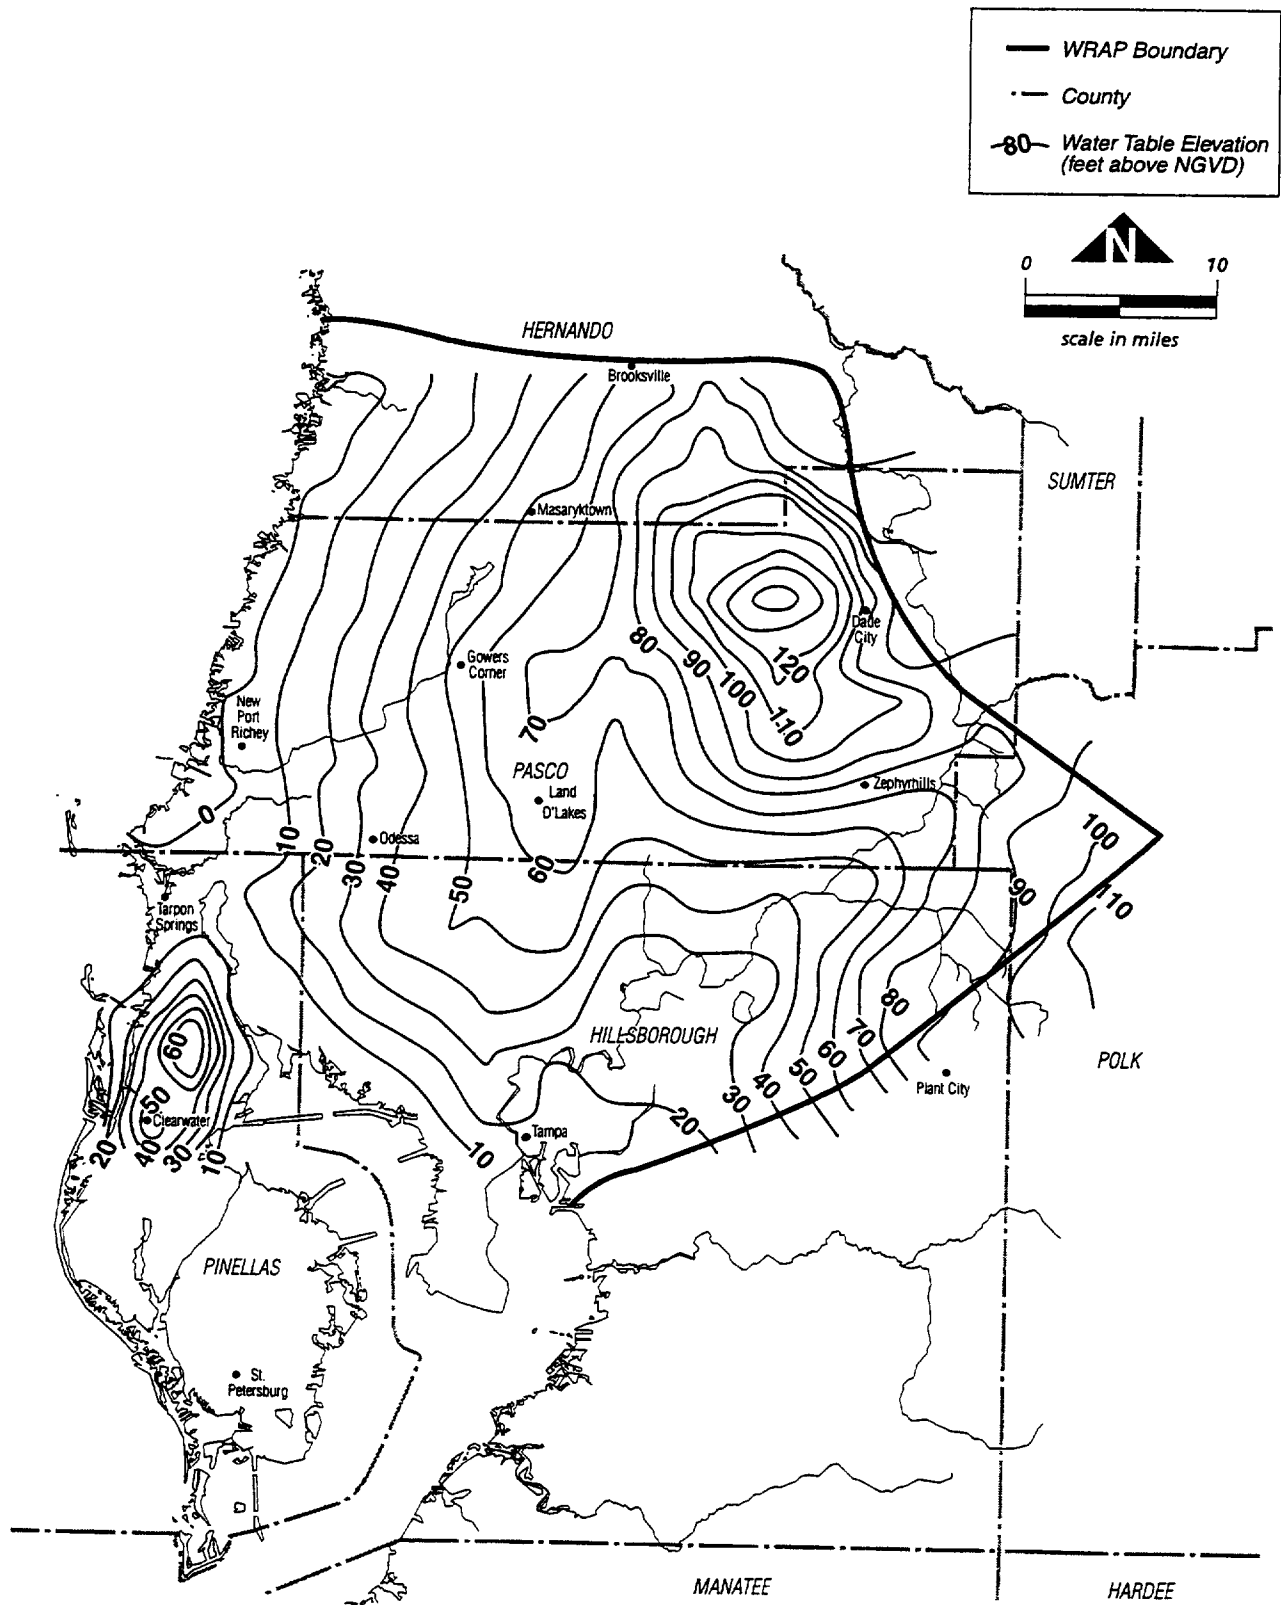 WRAP Boundary
County
80 Water Table Elevation
(feet above NGVD)
N
0 10
scale in miles
HERNANDO
Brooksville
SUMTER
Masaryktown
Dade
City
80
120
Gowers
Corner
90
100
New
Port
Richey
70
110
PASCO
Land
D'Lakes
Zephyrhills
0
10
20
Odessa
30
40
50
60
100
90
110
Tarpon
Springs
60
HILLSBOROUGH
80
70
60
50
40
30
20
POLK
Plant City
50
Clearwater
20
40
30
10
10
Tampa
PINELLAS
St.
Petersburg
MANATEE
HARDEE